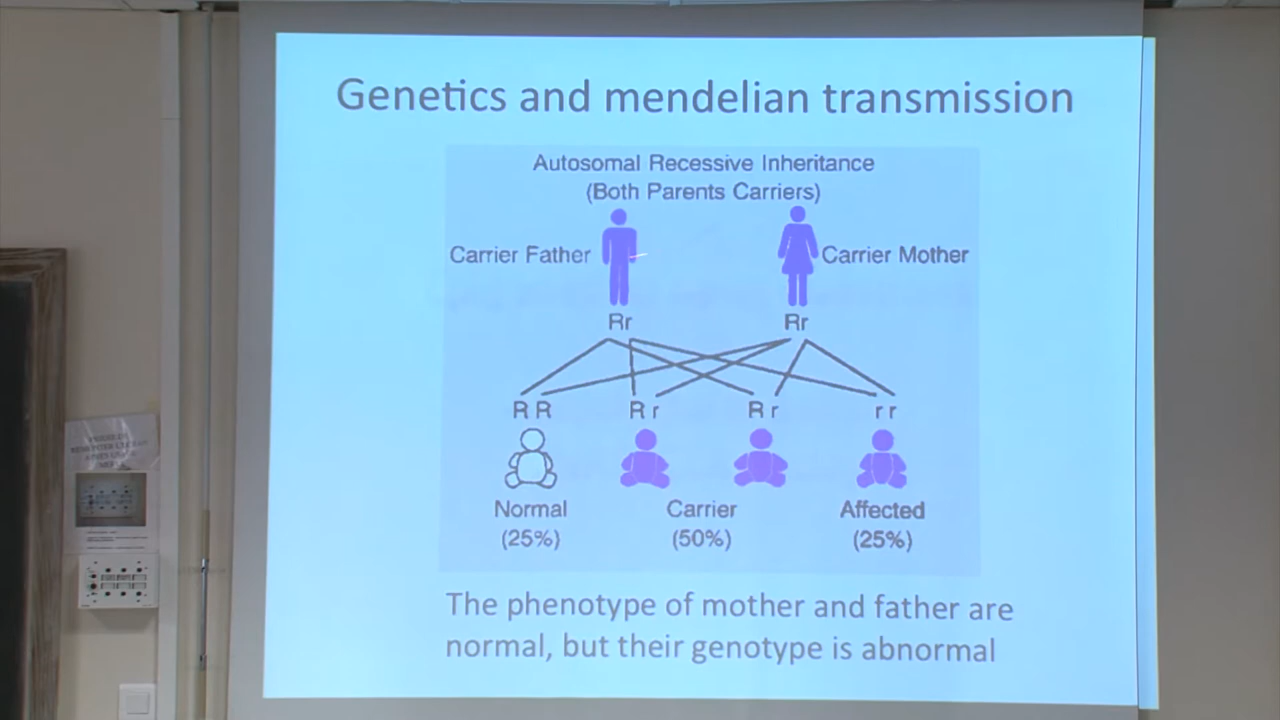 Genetics and mendelian transmission
Autosomal Recessive Inheritance
(Both Parents Carriers)
Carrier Father
Carrier Mother
Rr Rr
R R R r R r r r
Normal Carrier Affected
(25%) (50%) (25%)
The phenotype of mother and father are
normal, but their genotype is abnormal